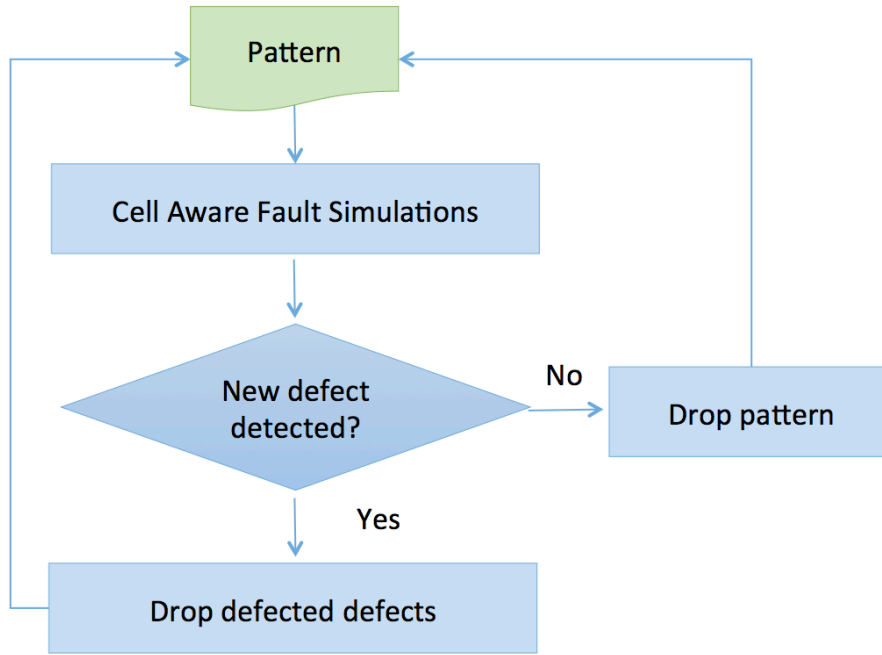 Pattern
Cell Aware Fault Simulations
New defect
detected?
No
Drop pattern
Yes
Drop defected defects